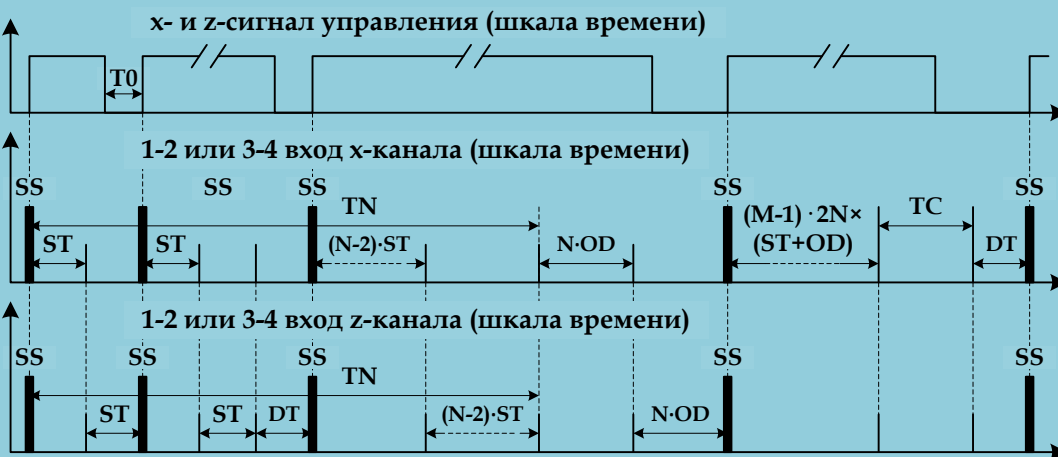 x- и z-сигнал управления (шкала времени)
T0
1-2 или 3-4 вход x-канала (шкала времени)
SS SS SS SS SS
TN (M-1) · 2N× TC
ST ST (N-2)·ST N·OD (ST+OD) DT
1-2 или 3-4 вход z-канала (шкала времени)
SS SS SS SS SS
TN
ST ST DT (N-2)·ST N·OD